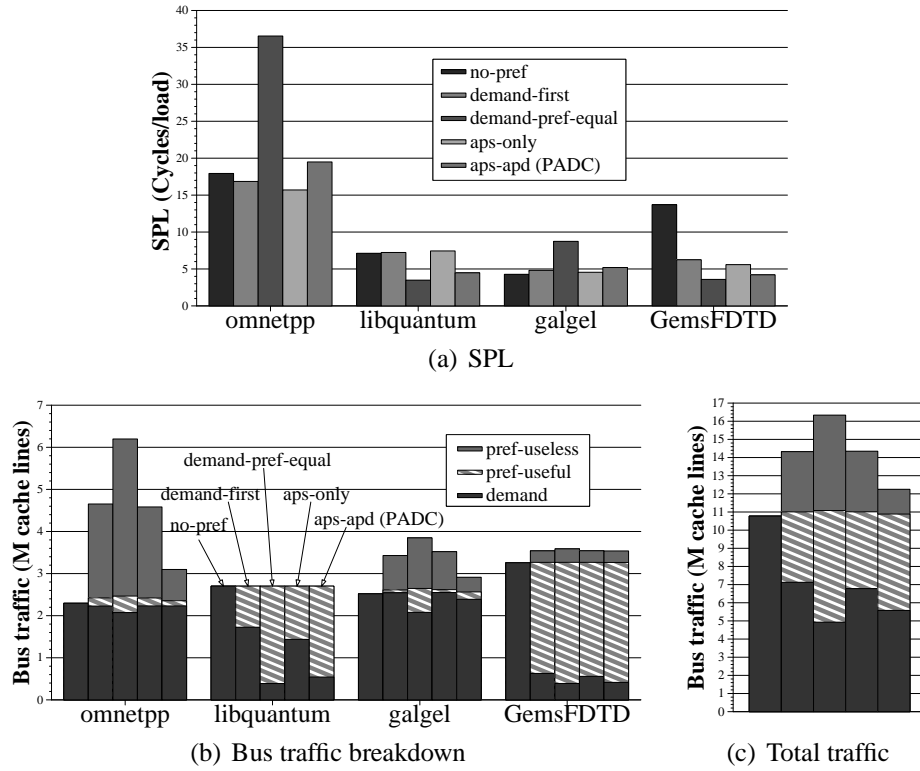 40
35
30
25
20
15
10
5
0
SPL (Cycles/load)
no-pref
demand-first
demand-pref-equal
aps-only
aps-apd (PADC)
omnetpp libquantum galgel GemsFDTD
(a) SPL
7
6
5
4
3
2
1
0
Bus traffic (M cache lines)
demand-pref-equal
demand-first aps-only
no-pref aps-apd (PADC)
pref-useless
pref-useful
demand
omnetpp libquantum galgel GemsFDTD
(b) Bus traffic breakdown
17
16
15
14
13
12
11
10
9
8
7
6
5
4
3
2
1
0
Bus traffic (M cache lines)
(c) Total traffic